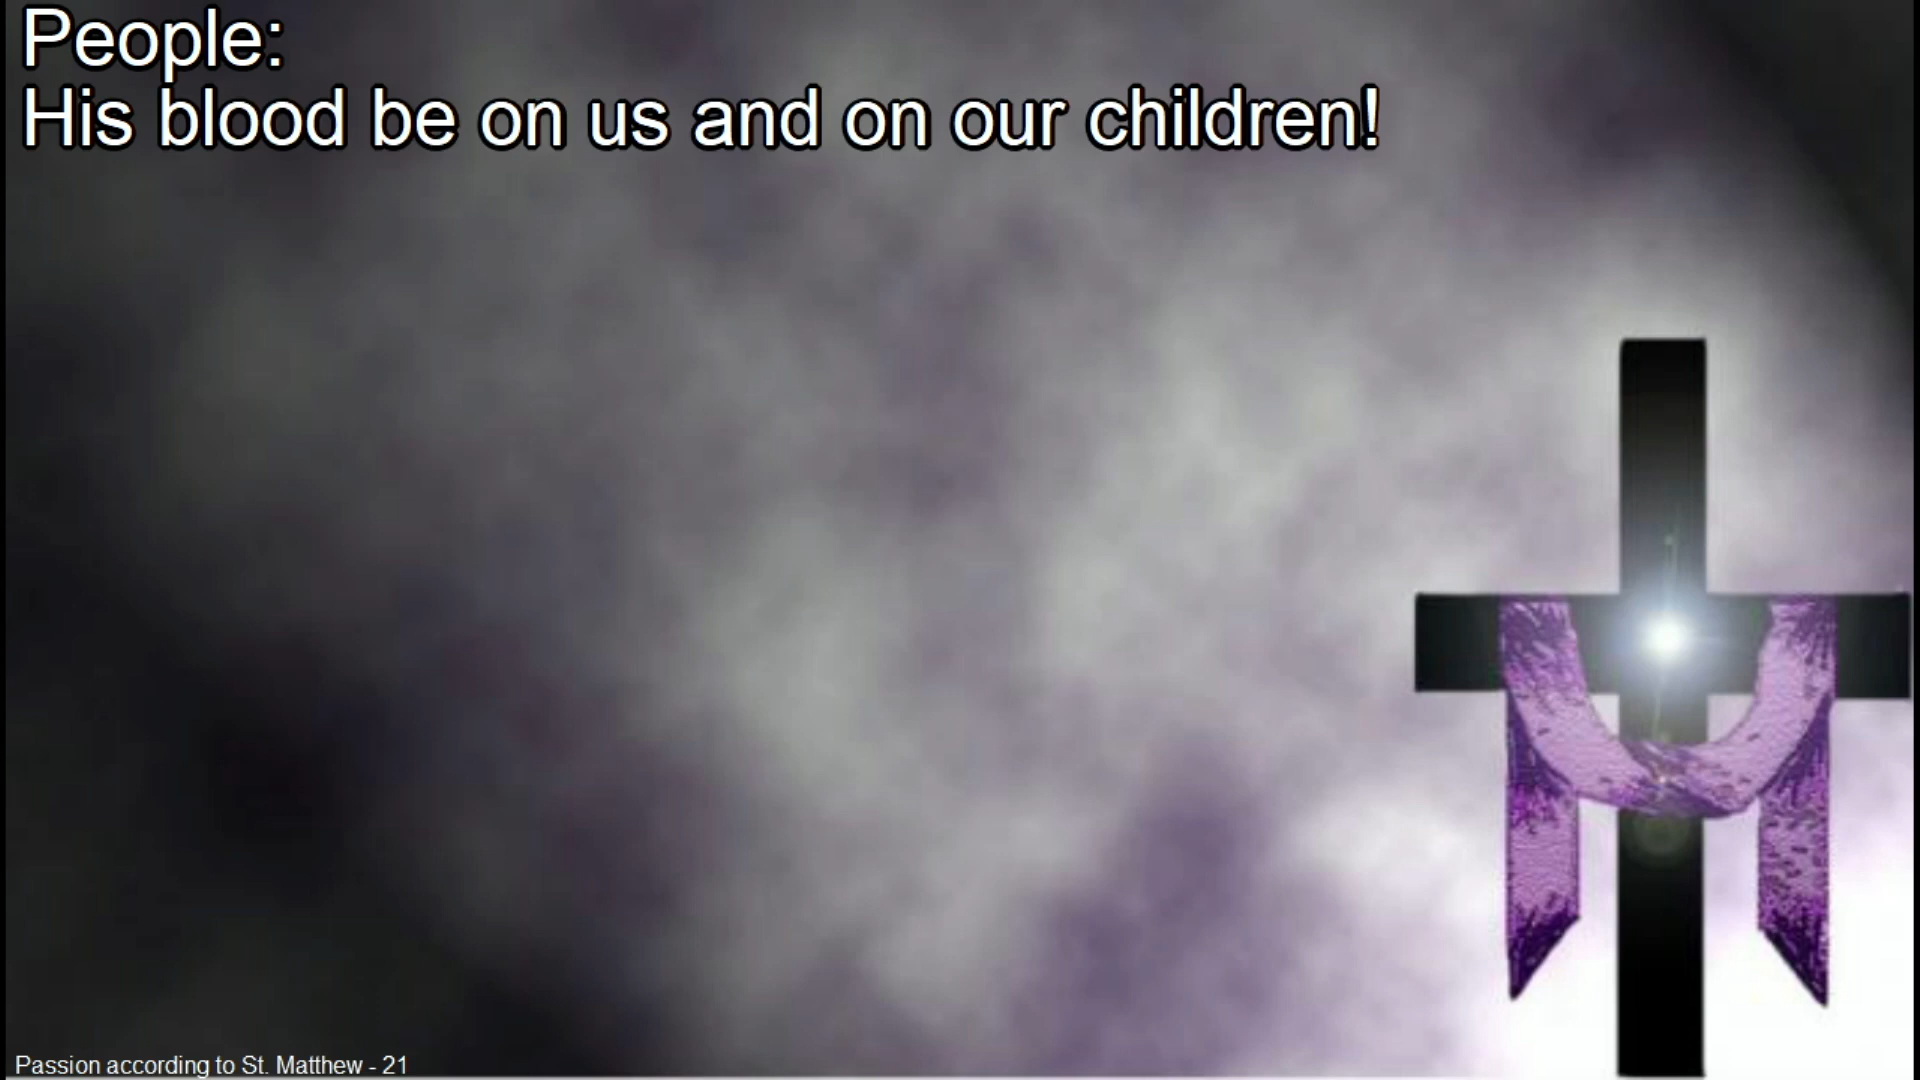 People:
His blood be on us and on our children!
Passion according to St. Matthew - 21